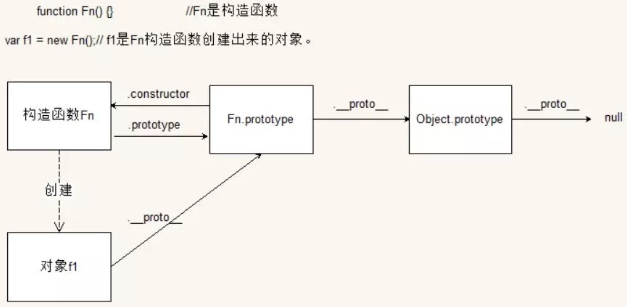 function Fn() {} //Fn是构造函数
var f1 = new Fn();// f1是Fn构造函数创建出来的对象。
.constructor
.__proto__
.__proto__
构造函数Fn
Fn.prototype
Object.prototype
null
.prototype
创建
.__proto__
对象f1